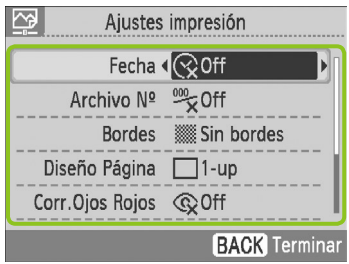 Ajustes impresión
Fecha Off
Archivo Nº 000 Off
Bordes Sin bordes
Diseño Página 1-up
Corr.Ojos Rojos Off
BACK Terminar